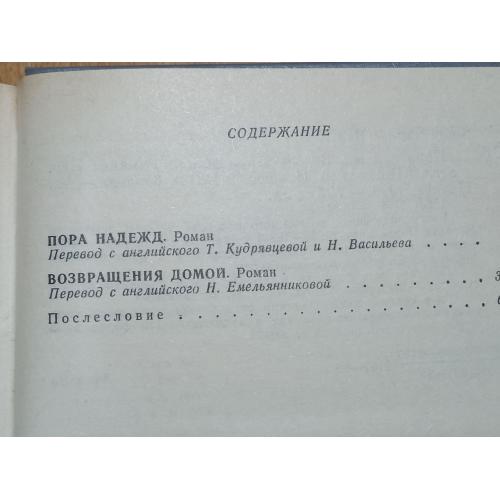 СОДЕРЖАНИЕ
ПОРА НАДЕЖД. Роман
Перевод с английского Т. Кудрявцевой и Н. Васильева . . . .
ВОЗВРАЩЕНИЯ ДОМОЙ. Роман
Перевод с английского Н. Емельянниковой . . . . . . . . .
Послесловие . . . . . . . . . . . . . . . . . .